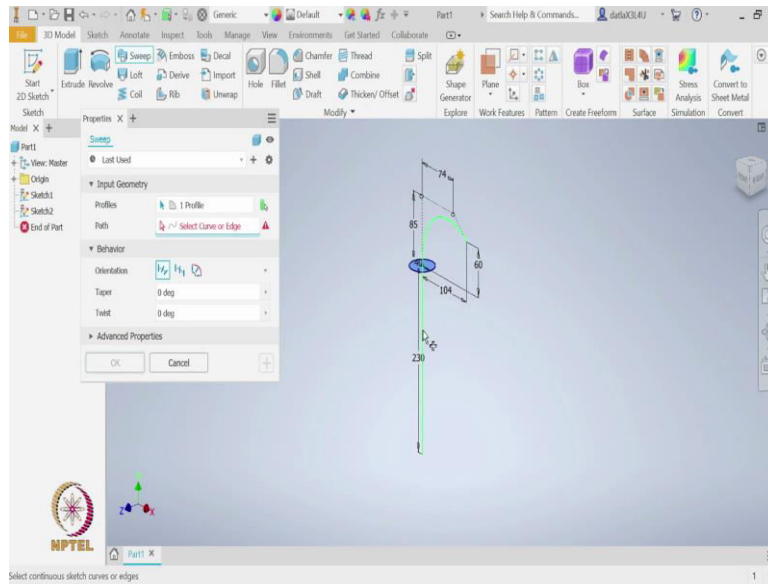 Generic Default Part1 Search Help & Commands... datlaX3L4U
File 3D Model Sketch Annotate Inspect Tools Manage View Environments Get Started Collaborate
Start 2D Sketch Extrude Revolve Sweep Emboss Decal Hole Fillet Chamfer Thread Split Shape Generator Plane Box Stress Analysis Convert to Sheet Metal
Loft Derive Import Shell Combine
Coil Rib Unwrap Draft Thicken/ Offset
Sketch Modify Explore Work Features Pattern Create Freeform Surface Simulation Convert
Model X + Properties X +
Part1 Sweep
View: Master Last Used
Origin Input Geometry
Sketch1 Profiles 1 Profile
Sketch2
End of Part Path Select Curve or Edge
Behavior
Orientation
Taper 0 deg
Twist 0 deg
Advanced Properties
OK Cancel
74
85
60
104
230
Y
Z X
NPTEL
Part1 X
Select continuous sketch curves or edges 1